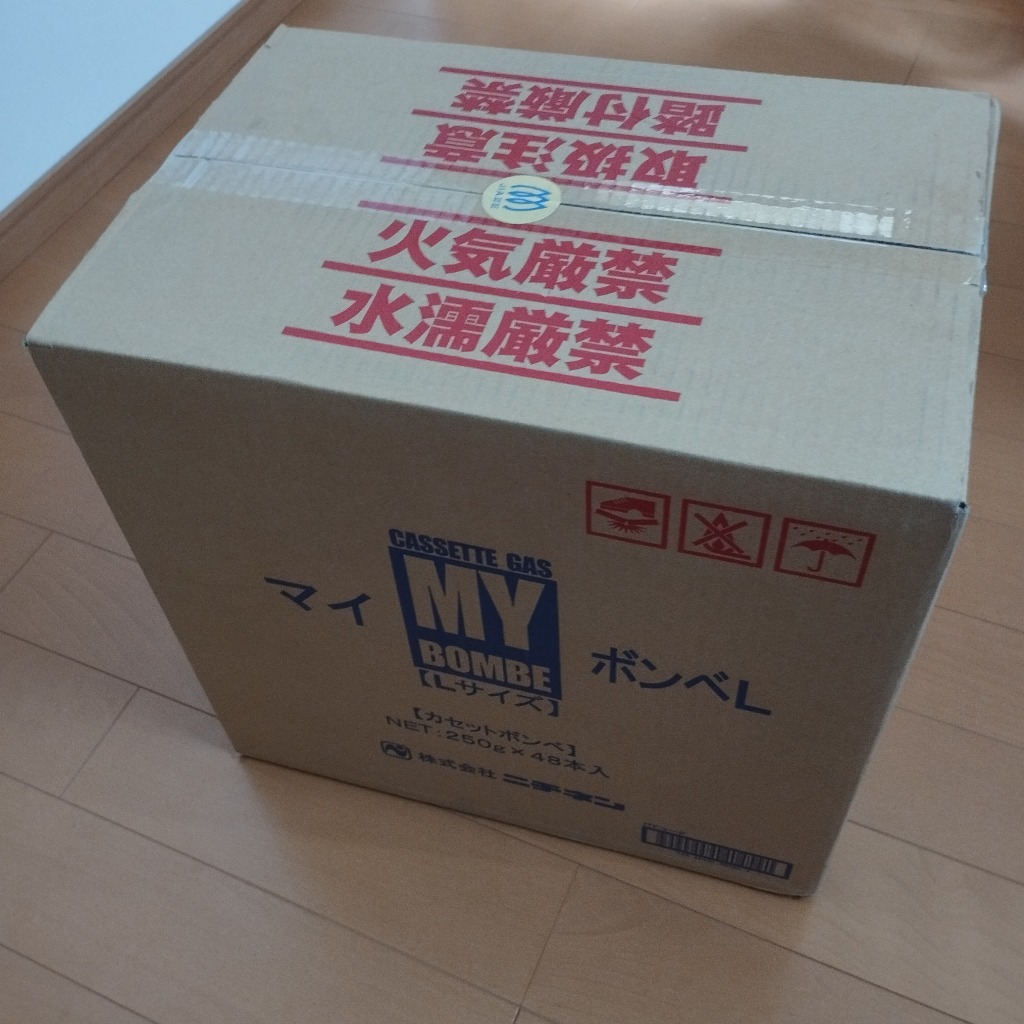 踏付厳禁
取扱注意
火気厳禁
水濡厳禁
CASSETTE GAS
マイ MY ボンベL
BOMBE
【Lサイズ】
【カセットボンベ】
NET:250g×48本入
株式会社 ニチネン